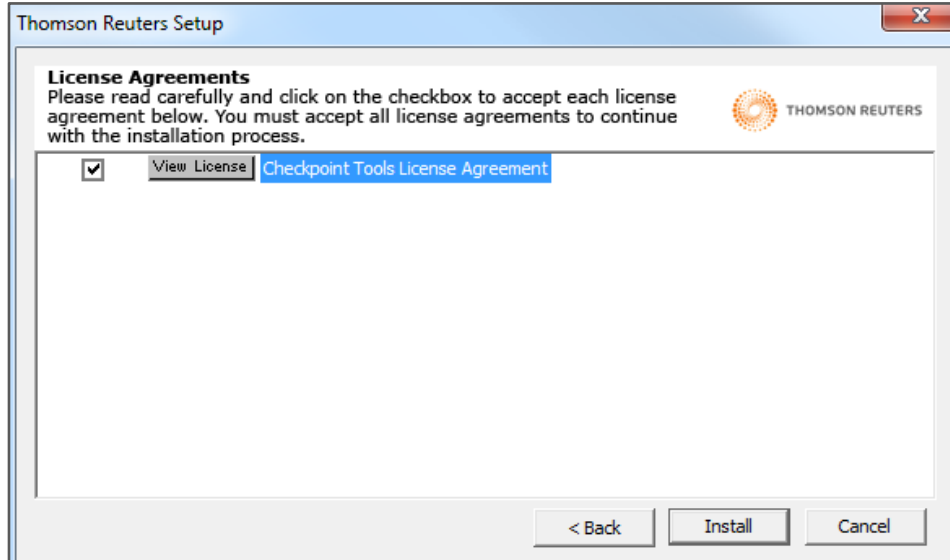 Thomson Reuters Setup
X
License Agreements
Please read carefully and click on the checkbox to accept each license
agreement below. You must accept all license agreements to continue
with the installation process.
THOMSON REUTERS
View License Checkpoint Tools License Agreement
< Back Install Cancel